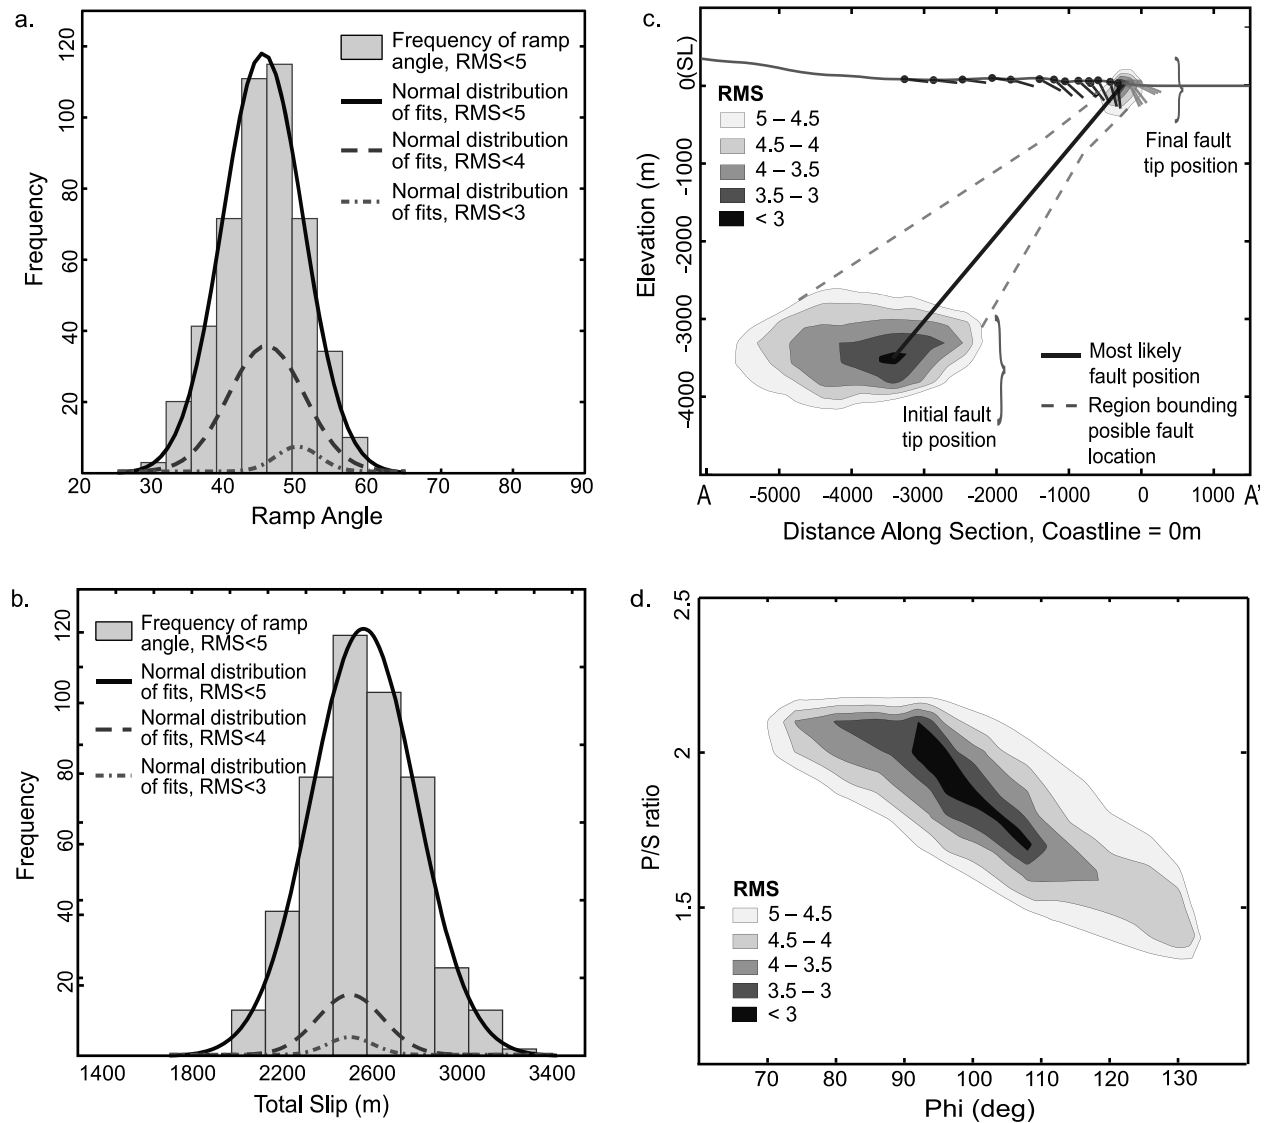 a.
120
100
80
60
40
20
Frequency
Frequency of ramp
angle, RMS<5
Normal distribution
of fits, RMS<5
Normal distribution
of fits, RMS<4
Normal distribution
of fits, RMS<3
20 30 40 50 60 70 80 90
Ramp Angle
b.
120
100
80
60
40
20
Frequency
Frequency of ramp
angle, RMS<5
Normal distribution
of fits, RMS<5
Normal distribution
of fits, RMS<4
Normal distribution
of fits, RMS<3
1400 1800 2200 2600 3000 3400
Total Slip (m)
c.
0(SL)
-1000
-2000
-3000
-4000
Elevation (m)
RMS
5 – 4.5
4.5 – 4
4 – 3.5
3.5 – 3
< 3
Final fault
tip position
Initial fault
tip position
Most likely
fault position
Region bounding
posible fault
location
A -5000 -4000 -3000 -2000 -1000 0 1000 A'
Distance Along Section, Coastline = 0m
d.
2.5
2
1.5
P/S ratio
RMS
5 – 4.5
4.5 – 4
4 – 3.5
3.5 – 3
< 3
70 80 90 100 110 120 130
Phi (deg)